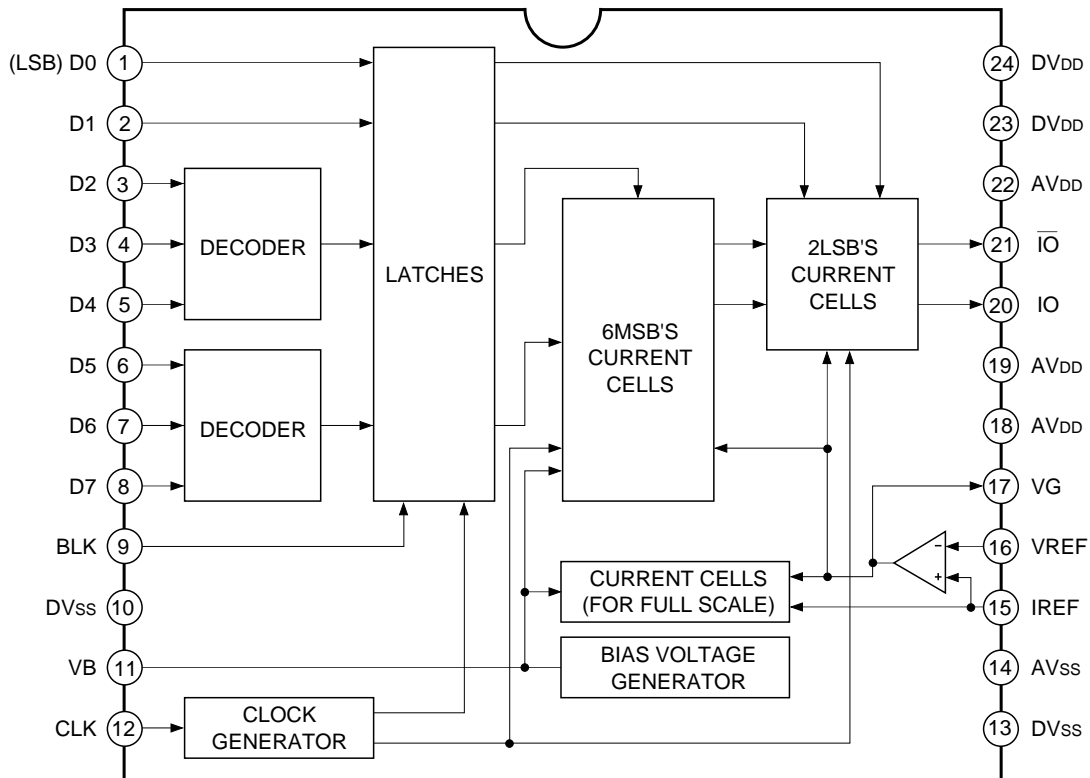 (LSB) D0 1
D1 2
D2 3
D3 4
D4 5
D5 6
D6 7
D7 8
BLK 9
DVSS 10
VB 11
CLK 12
DECODER
DECODER
LATCHES
CLOCK
GENERATOR
6MSB'S
CURRENT
CELLS
2LSB'S
CURRENT
CELLS
CURRENT CELLS
(FOR FULL SCALE)
BIAS VOLTAGE
GENERATOR
−
+
24 DVDD
23 DVDD
22 AVDD
21 I̅O̅
20 IO
19 AVDD
18 AVDD
17 VG
16 VREF
15 IREF
14 AVSS
13 DVSS